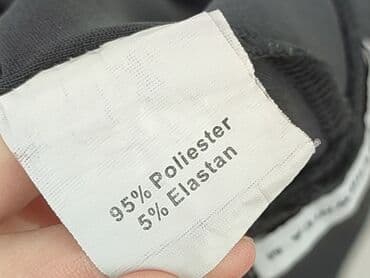 95% Poliester
5% Elastan